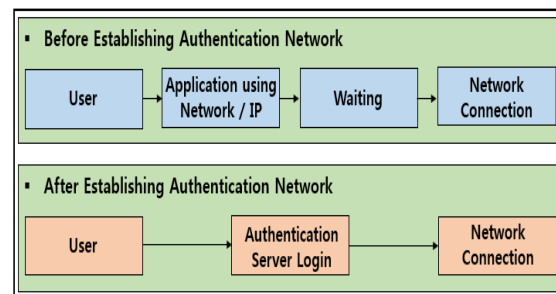 ▪ Before Establishing Authentication Network
User
Application using
Network / IP
Waiting
Network
Connection
▪ After Establishing Authentication Network
User
Authentication
Server Login
Network
Connection